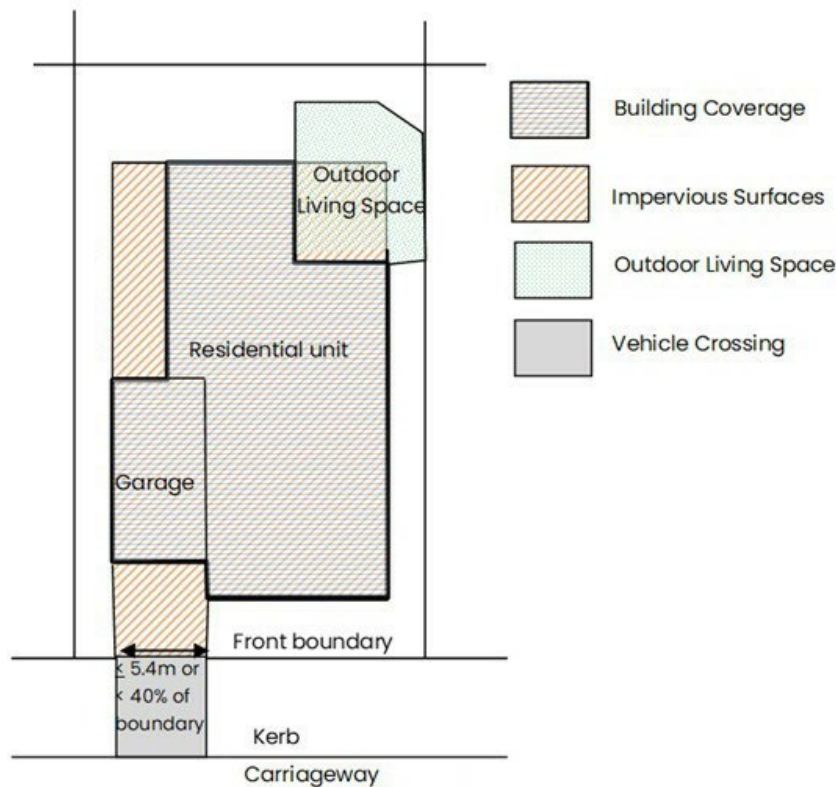 Building Coverage
Outdoor
Living Space
Impervious Surfaces
Outdoor Living Space
Residential unit
Vehicle Crossing
Garage
Front boundary
≤ 5.4m or
< 40% of
boundary
Kerb
Carriageway